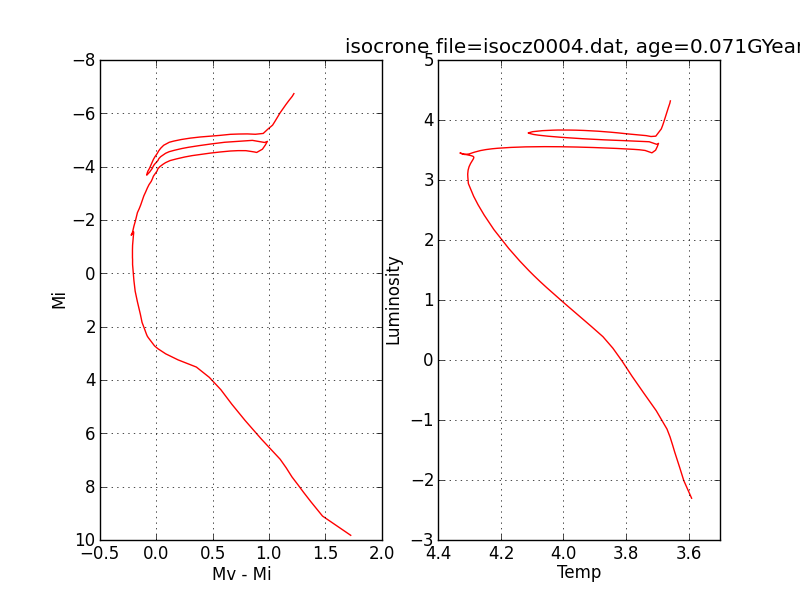 isocrone file=isocz0004.dat, age=0.071GYear
−8
−6
−4
−2
0
2
4
6
8
10
−0.5 0.0 0.5 1.0 1.5 2.0
Mv - Mi
Mi
5
4
3
2
1
0
−1
−2
−3
4.4 4.2 4.0 3.8 3.6
Temp
Luminosity